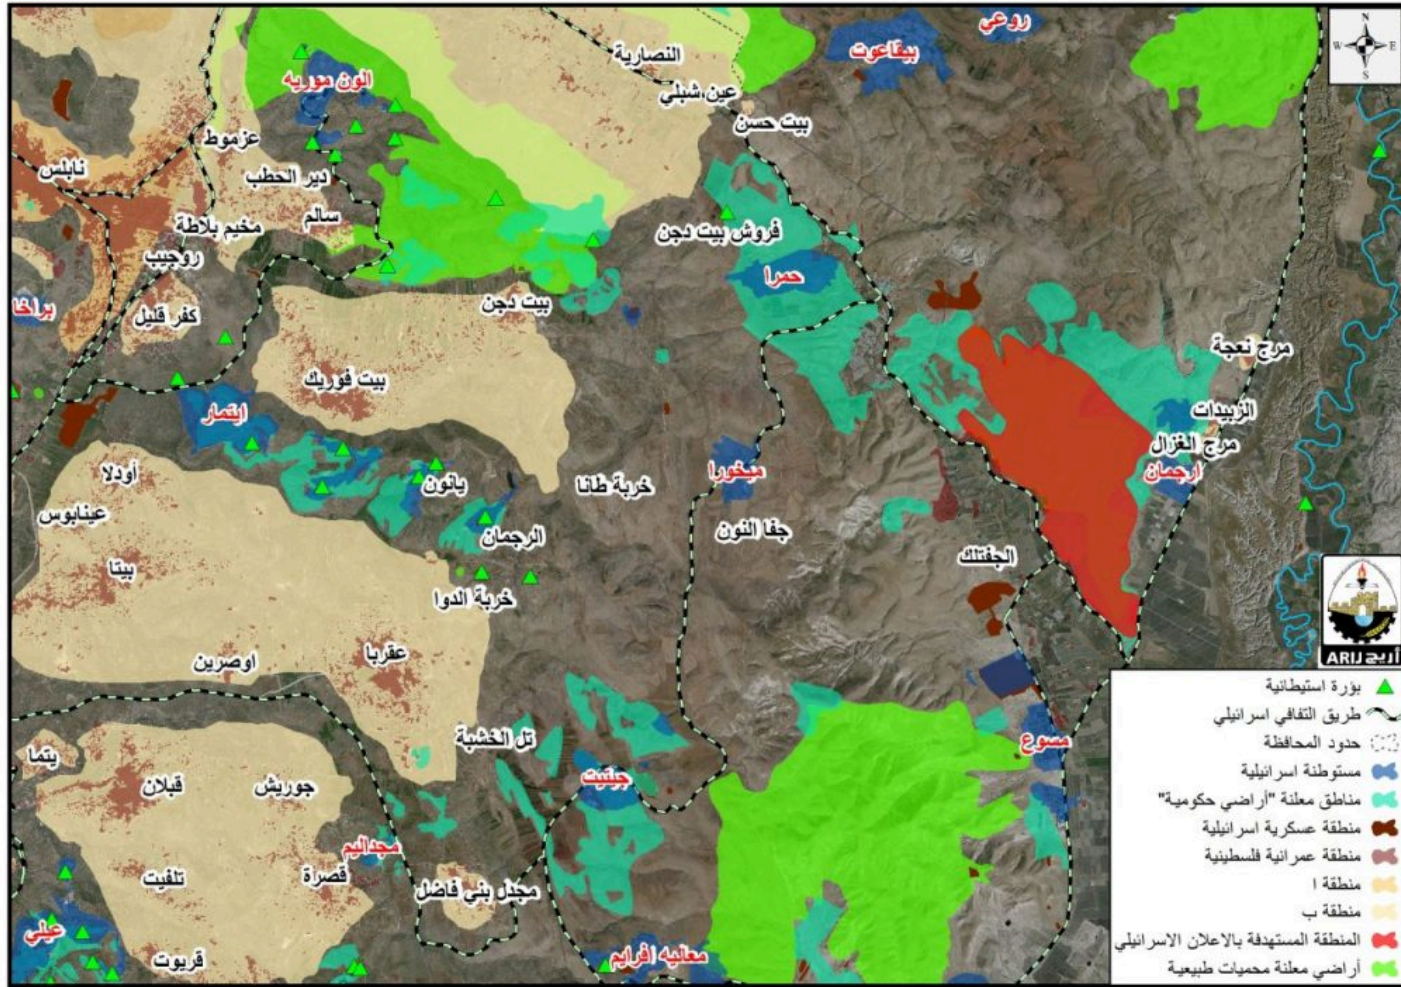 N
W E
S
روعي
بيقاعوت
النصارية
الون موريه
عين شبلي
بيت حسن
عزموط
نابلس
دير الحطب
سالم
مخيم بلاطة
فروش بيت دجن
روجيب
حمرا
براخا
كفر قليل
بيت دجن
مرج نعجة
بيت فوريك
ايتمار
الزبيدات
مرج الغزال
ارجمان
أودلا
ميخورا
يانون
خربة طانا
عينابوس
جفا النون
الرجمان
بيتا
الجفتلك
خربة الدوا
عقربا
اوصرين
أريج ARIJ
تل الخشبة
مسوع
يتما
جيتيت
قبلان
جوريش
مجداليم
تلفيت
قصرة
مجدل بني فاضل
عيلي
قريوت
معاليه افرايم
بؤرة استيطانية
طريق التفافي اسرائيلي
حدود المحافظة
مستوطنة اسرائيلية
مناطق معلنة "أراضي حكومية"
منطقة عسكرية اسرائيلية
منطقة عمرانية فلسطينية
منطقة ا
منطقة ب
المنطقة المستهدفة بالاعلان الاسرائيلي
أراضي معلنة محميات طبيعية